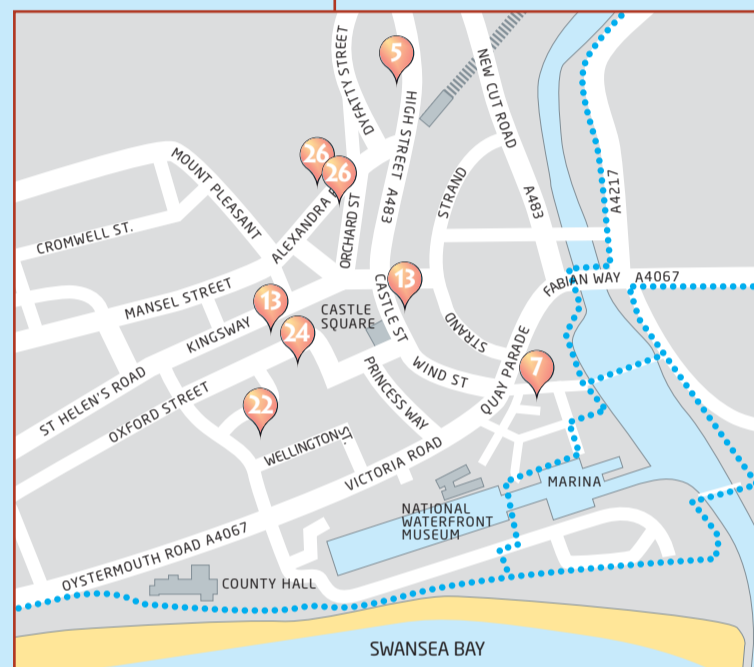 DYFATTY STREET
5
NEW CUT ROAD
HIGH STREET A483
26
26
MOUNT PLEASANT
STRAND
A483
A4217
CROMWELL ST.
ALEXANDRA
ORCHARD ST
FABIAN WAY A4067
MANSEL STREET
13
13
CASTLE
SQUARE
CASTLE ST
KINGSWAY
24
STRAND
QUAY PARADE
7
ST HELEN'S ROAD
OXFORD STREET
PRINCESS WAY
WIND ST
22
WELLINGTON ST.
VICTORIA ROAD
MARINA
NATIONAL
WATERFRONT
MUSEUM
OYSTERMOUTH ROAD A4067
COUNTY HALL
SWANSEA BAY